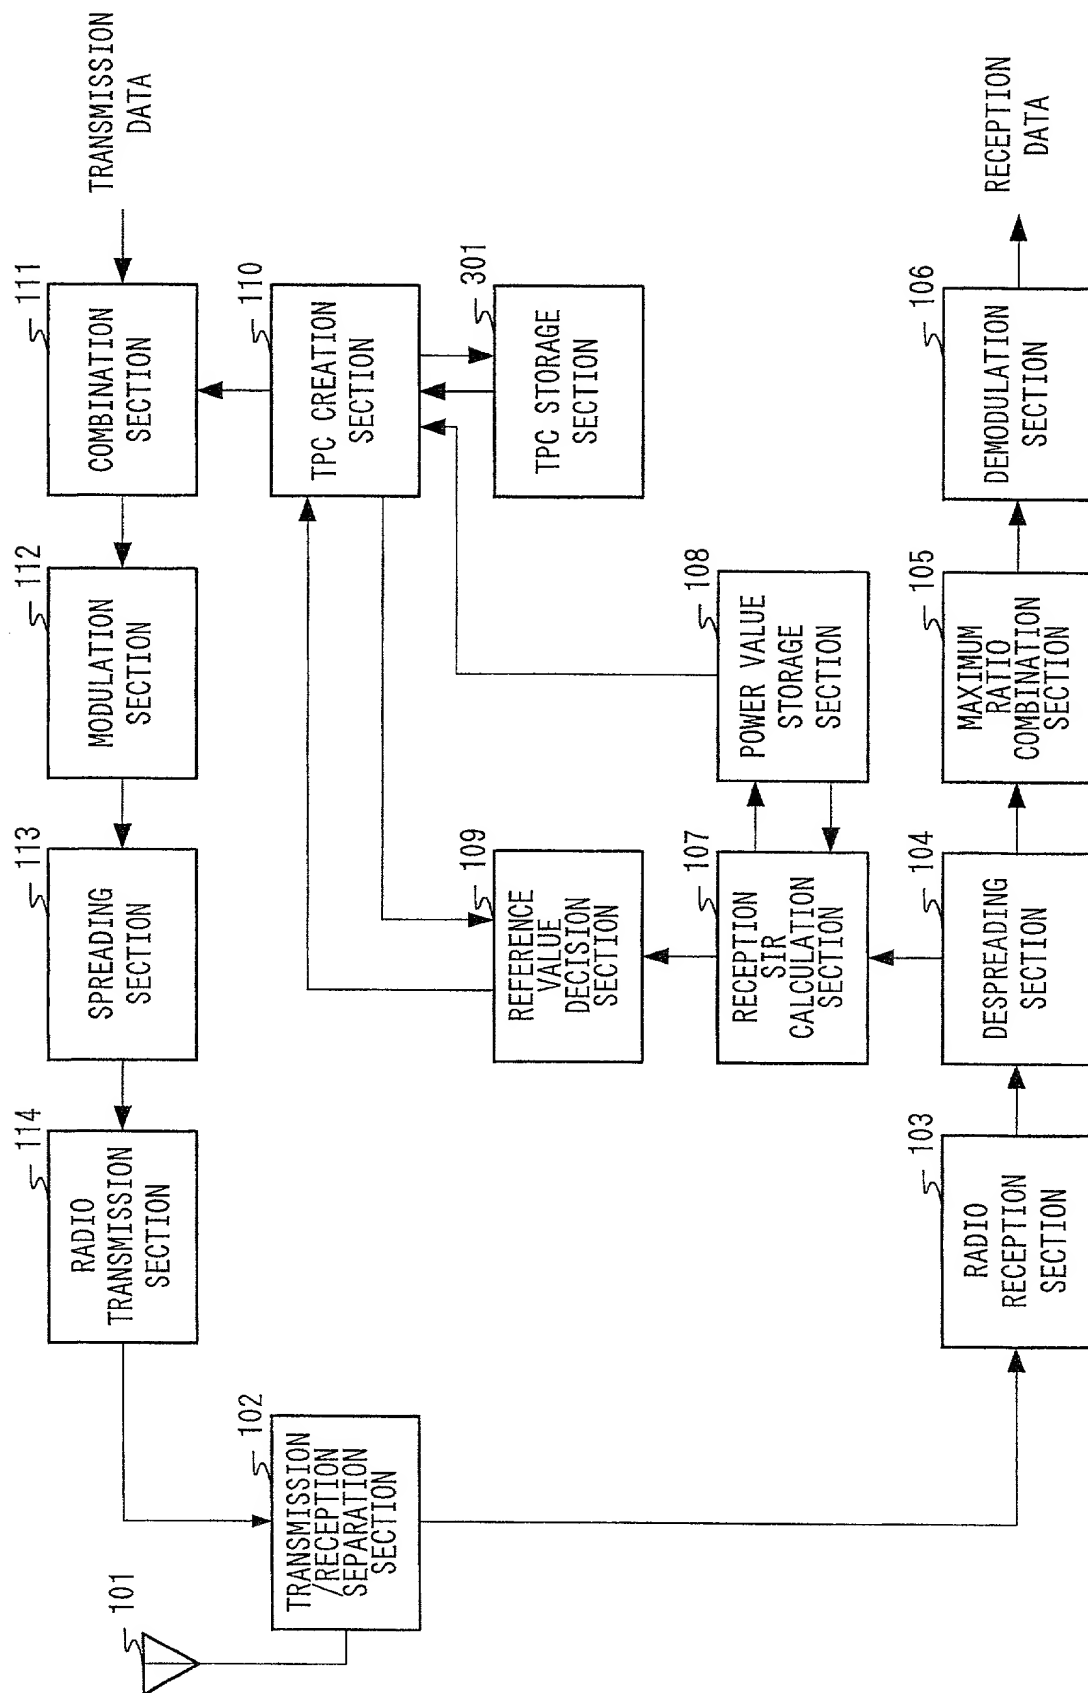 101
TRANSMISSION
/RECEPTION
SEPARATION
SECTION
102
RADIO
TRANSMISSION
SECTION
114
SPREADING
SECTION
113
MODULATION
SECTION
112
COMBINATION
SECTION
111
TRANSMISSION
DATA
TPC CREATION
SECTION
110
TPC STORAGE
SECTION
301
REFERENCE
VALUE
DECISION
SECTION
109
POWER VALUE
STORAGE
SECTION
108
RECEPTION
SIR
CALCULATION
SECTION
107
RADIO
RECEPTION
SECTION
103
DESPREADING
SECTION
104
MAXIMUM
RATIO
COMBINATION
SECTION
105
DEMODULATION
SECTION
106
RECEPTION
DATA